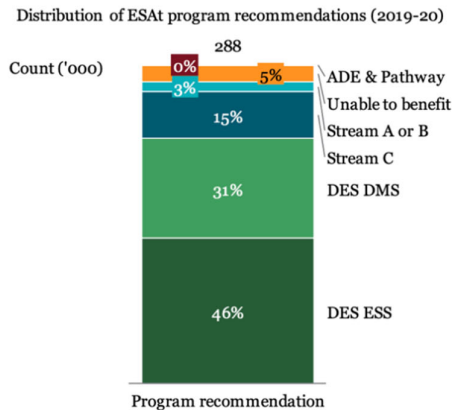 Distribution of ESAt program recommendations (2019-20)
288
Count ('000)
0%
5%
ADE & Pathway
3%
Unable to benefit
15%
Stream A or B
Stream C
31%
DES DMS
46%
DES ESS
Program recommendation